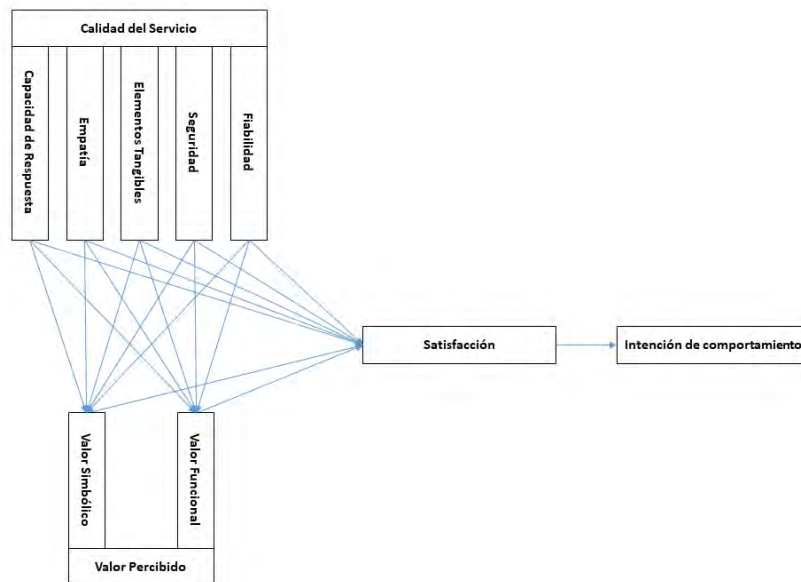 Calidad del Servicio
Capacidad de Respuesta
Empatía
Elementos Tangibles
Seguridad
Fiabilidad
Satisfacción
Intención de comportamiento
Valor Simbólico
Valor Funcional
Valor Percibido